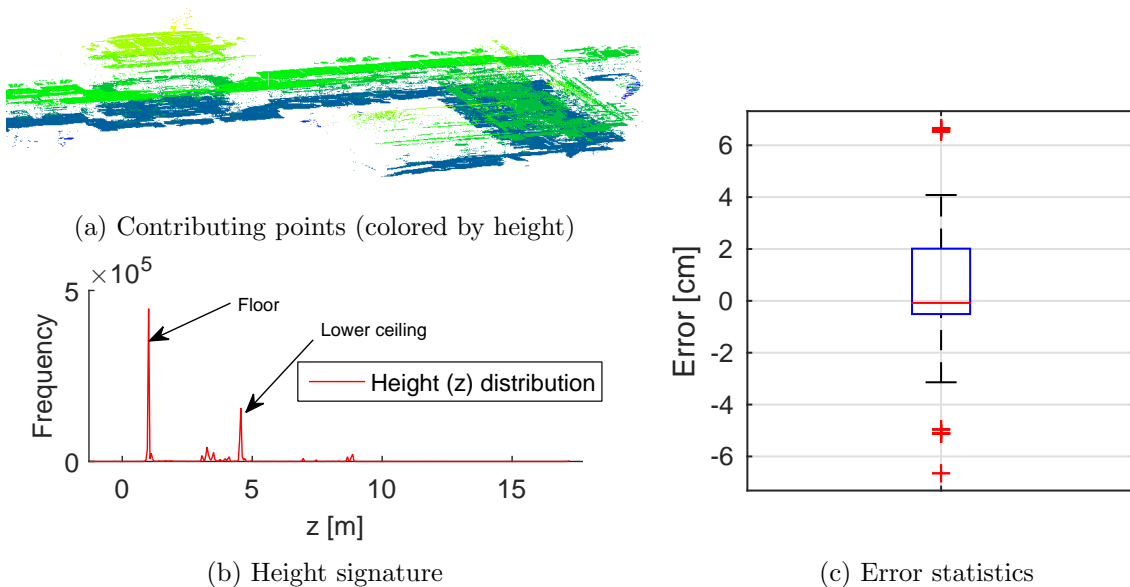 (a) Contributing points (colored by height)
×10^5
5
Floor
Lower ceiling
Height (z) distribution
Frequency
0
0 5 10 15
z [m]
(b) Height signature
6
4
2
0
-2
-4
-6
Error [cm]
(c) Error statistics